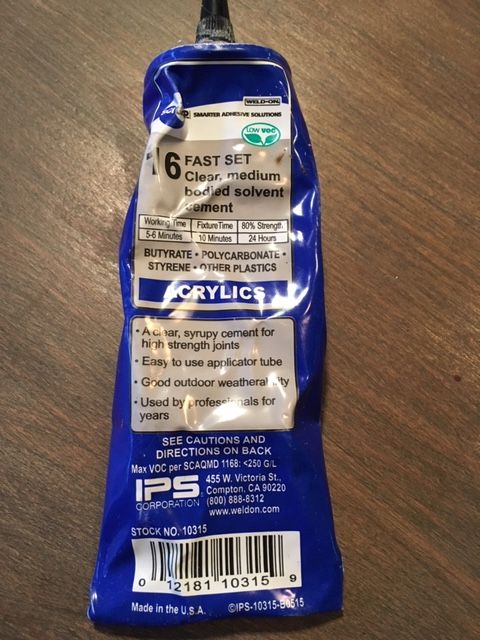 WELD-ON
SMARTER ADHESIVE SOLUTIONS
LOW VOC
16 FAST SET
Clear, medium
bodied solvent
cement
Working Time FixtureTime 80% Strength
5-6 Minutes 10 Minutes 24 Hours
BUTYRATE • POLYCARBONATE •
STYRENE • OTHER PLASTICS
ACRYLICS
• A clear, syrupy cement for
high strength joints
• Easy to use applicator tube
• Good outdoor weatherability
• Used by professionals for
years
SEE CAUTIONS AND
DIRECTIONS ON BACK
Max VOC per SCAQMD 1168: <250 G/L
IPS
CORPORATION
455 W. Victoria St.,
Compton, CA 90220
(800) 888-8312
www.weldon.com
STOCK NO. 10315
0 12181 10315 9
Made in the U.S.A. ©IPS-10315-B0515